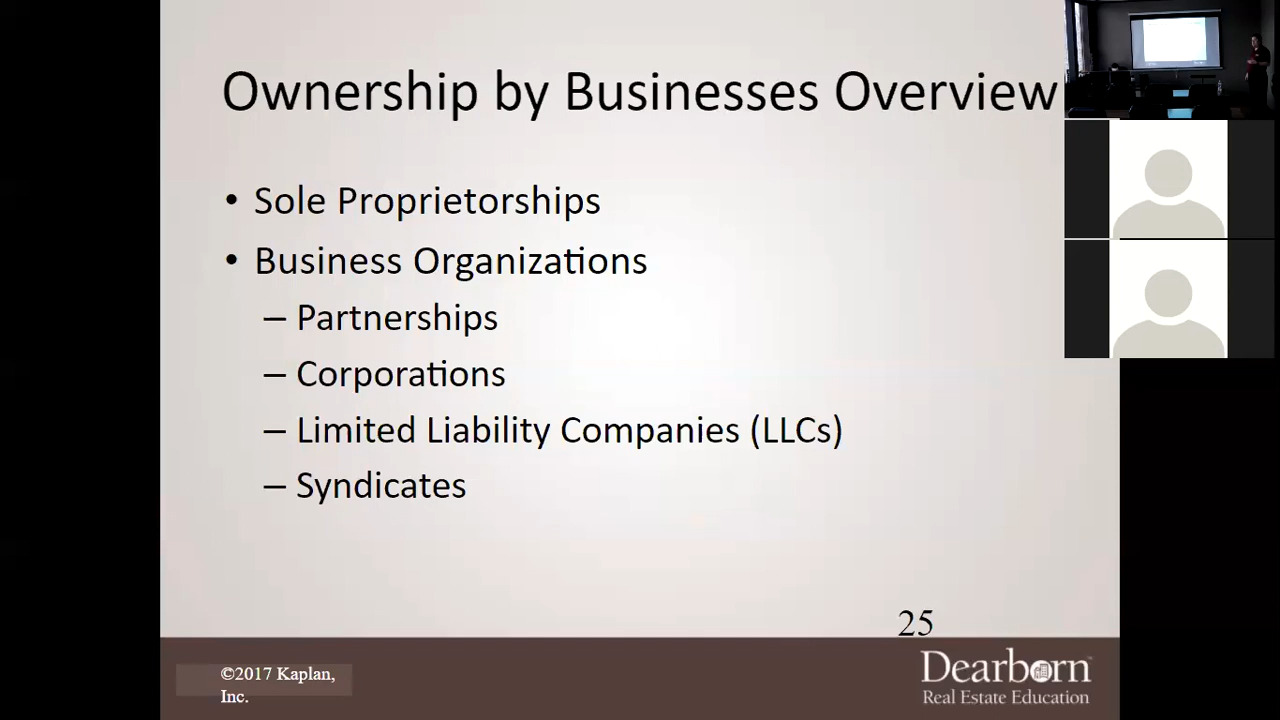 Ownership by Businesses Overview
• Sole Proprietorships
• Business Organizations
– Partnerships
– Corporations
– Limited Liability Companies (LLCs)
– Syndicates
25
©2017 Kaplan,
Inc.
Dearborn
Real Estate Education